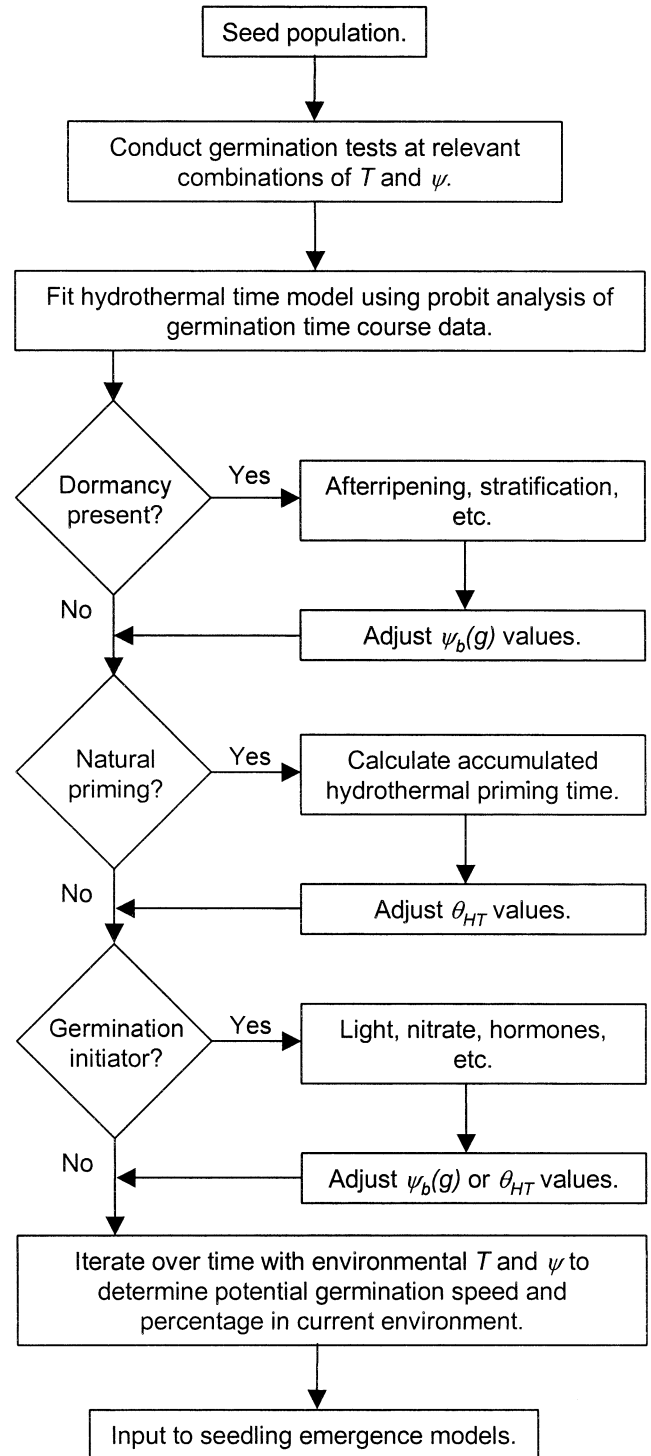 Seed population.
Conduct germination tests at relevant
combinations of T and ψ.
Fit hydrothermal time model using probit analysis of
germination time course data.
Dormancy
present?
Yes
Afterripening, stratification,
etc.
No
Adjust ψb(g) values.
Natural
priming?
Yes
Calculate accumulated
hydrothermal priming time.
No
Adjust θHT values.
Germination
initiator?
Yes
Light, nitrate, hormones,
etc.
No
Adjust ψb(g) or θHT values.
Iterate over time with environmental T and ψ to
determine potential germination speed and
percentage in current environment.
Input to seedling emergence models.